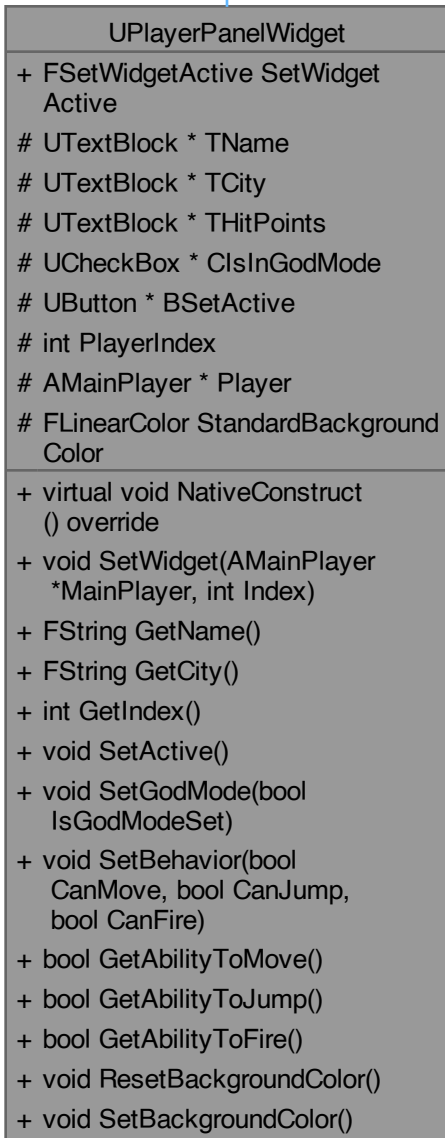 UPlayerPanelWidget
+ FSetWidgetActive SetWidget
Active
# UTextBlock * TName
# UTextBlock * TCity
# UTextBlock * THitPoints
# UCheckBox * CIsInGodMode
# UButton * BSetActive
# int PlayerIndex
# AMainPlayer * Player
# FLinearColor StandardBackground
Color
+ virtual void NativeConstruct
() override
+ void SetWidget(AMainPlayer
*MainPlayer, int Index)
+ FString GetName()
+ FString GetCity()
+ int GetIndex()
+ void SetActive()
+ void SetGodMode(bool
IsGodModeSet)
+ void SetBehavior(bool
CanMove, bool CanJump,
bool CanFire)
+ bool GetAbilityToMove()
+ bool GetAbilityToJump()
+ bool GetAbilityToFire()
+ void ResetBackgroundColor()
+ void SetBackgroundColor()